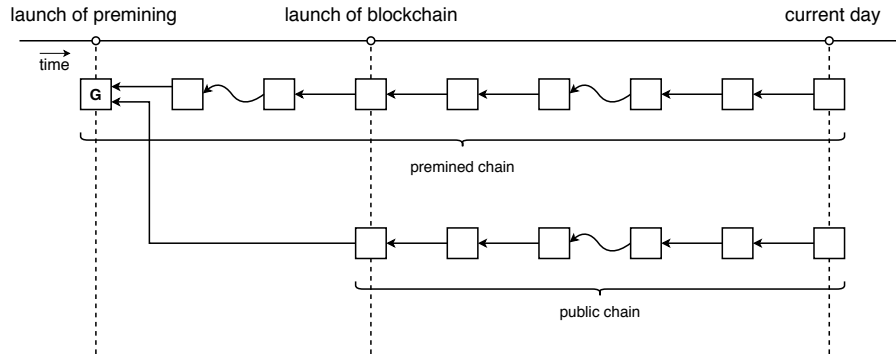 launch of premining
launch of blockchain
current day
time
G
premined chain
public chain